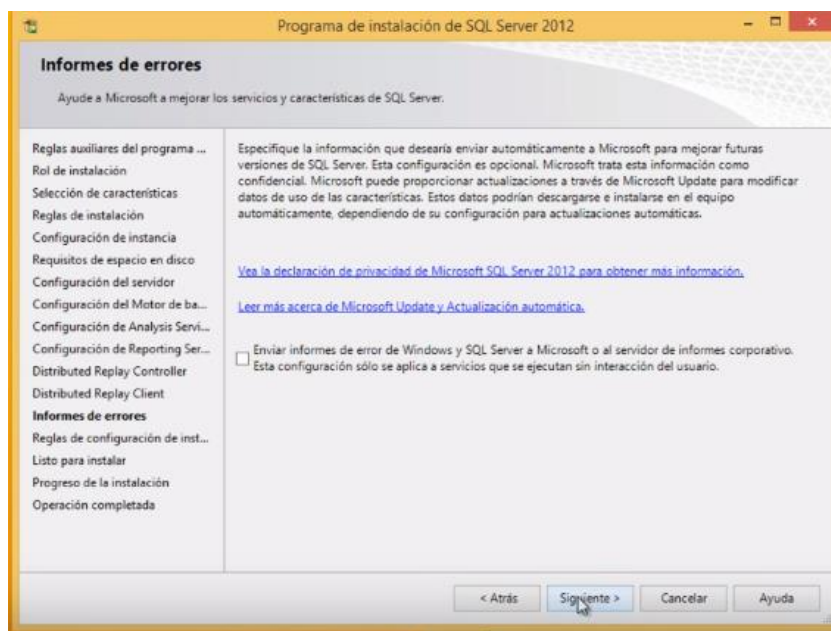 Programa de instalación de SQL Server 2012
Informes de errores
Ayude a Microsoft a mejorar los servicios y características de SQL Server.
Reglas auxiliares del programa ...
Rol de instalación
Selección de características
Reglas de instalación
Configuración de instancia
Requisitos de espacio en disco
Configuración del servidor
Configuración del Motor de ba...
Configuración de Analysis Servi...
Configuración de Reporting Ser...
Distributed Replay Controller
Distributed Replay Client
Informes de errores
Reglas de configuración de inst...
Listo para instalar
Progreso de la instalación
Operación completada
Especifique la información que desearía enviar automáticamente a Microsoft para mejorar futuras
versiones de SQL Server. Esta configuración es opcional. Microsoft trata esta información como
confidencial. Microsoft puede proporcionar actualizaciones a través de Microsoft Update para modificar
datos de uso de las características. Estos datos podrían descargarse e instalarse en el equipo
automáticamente, dependiendo de su configuración para actualizaciones automáticas.
Vea la declaración de privacidad de Microsoft SQL Server 2012 para obtener más información.
Leer más acerca de Microsoft Update y Actualización automática.
Enviar informes de error de Windows y SQL Server a Microsoft o al servidor de informes corporativo.
Esta configuración sólo se aplica a servicios que se ejecutan sin interacción del usuario.
< Atrás Siguiente > Cancelar Ayuda